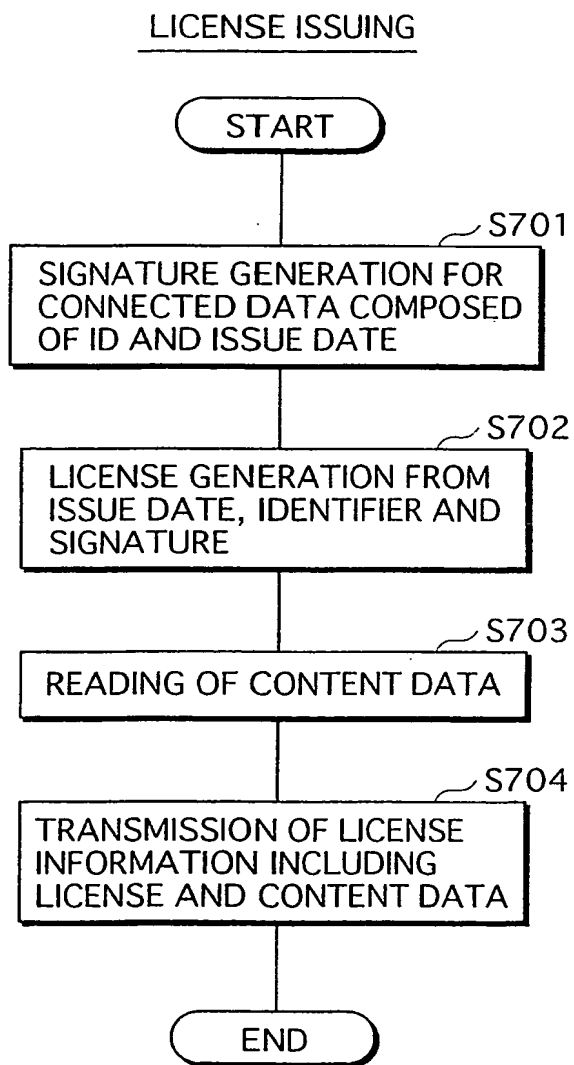 LICENSE ISSUING
START
S701
SIGNATURE GENERATION FOR
CONNECTED DATA COMPOSED
OF ID AND ISSUE DATE
S702
LICENSE GENERATION FROM
ISSUE DATE, IDENTIFIER AND
SIGNATURE
S703
READING OF CONTENT DATA
S704
TRANSMISSION OF LICENSE
INFORMATION INCLUDING
LICENSE AND CONTENT DATA
END